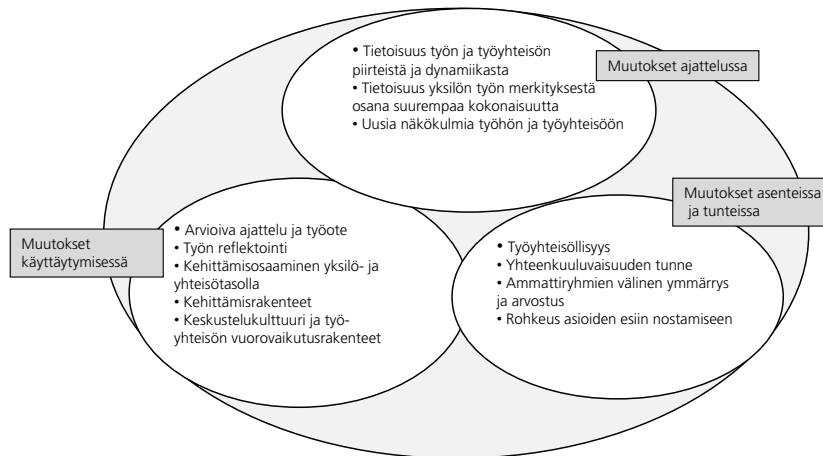 • Tietoisuus työn ja työyhteisön
piirteistä ja dynamiikasta
• Tietoisuus yksilön työn merkityksestä
osana suurempaa kokonaisuutta
• Uusia näkökulmia työhön ja työyhteisöön
Muutokset ajattelussa
Muutokset asenteissa
ja tunteissa
Muutokset
käyttäytymisessä
• Arvioiva ajattelu ja työote
• Työn reflektointi
• Kehittämisosaaminen yksilö- ja
yhteisötasolla
• Kehittämisrakenteet
• Keskustelukulttuuri ja työ-
yhteisön vuorovaikutusrakenteet
• Työyhteisöllisyys
• Yhteenkuuluvaisuuden tunne
• Ammattiryhmien välinen ymmärrys
ja arvostus
• Rohkeus asioiden esiin nostamiseen